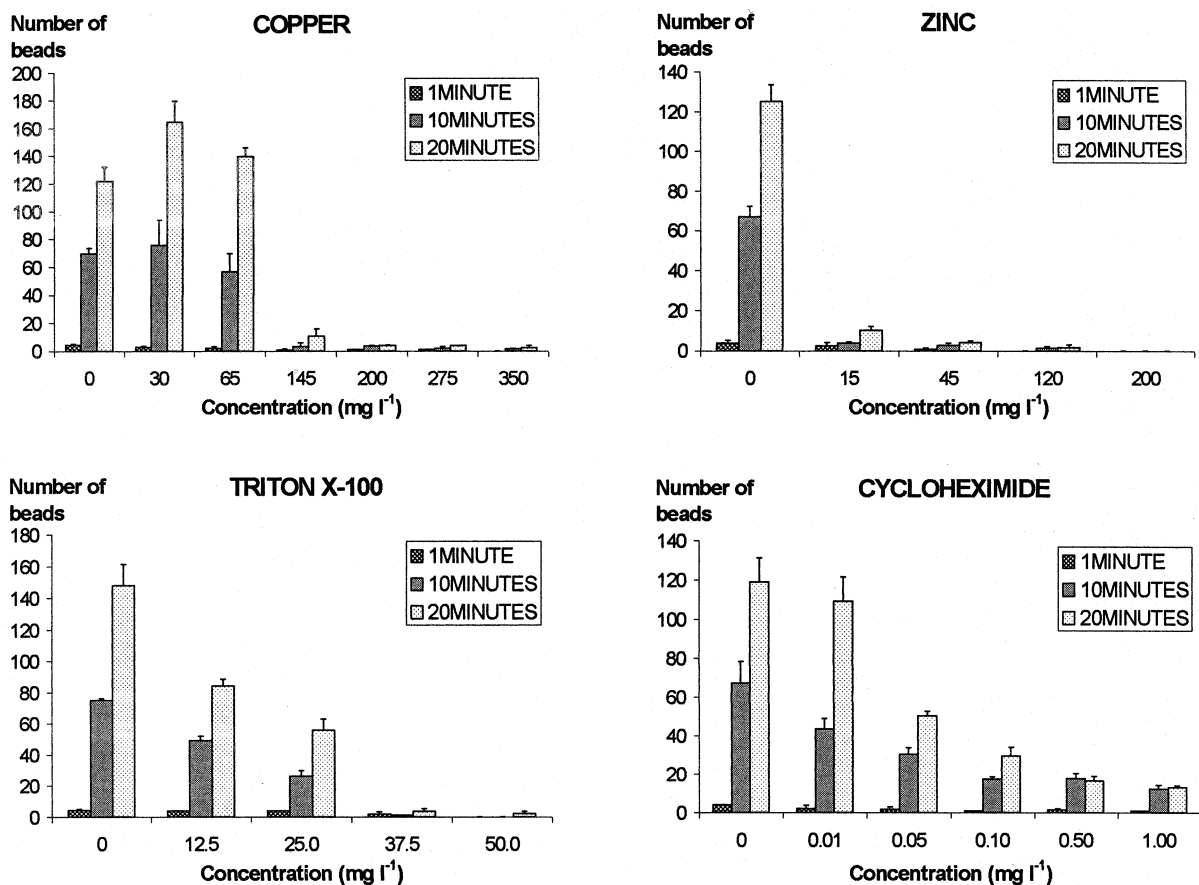 COPPER
Number of
beads
200
180
160
140
120
100
80
60
40
20
0
1MINUTE
10MINUTES
20MINUTES
0 30 65 145 200 275 350
Concentration (mg l⁻¹)
ZINC
Number of
beads
140
120
100
80
60
40
20
0
1MINUTE
10MINUTES
20MINUTES
0 15 45 120 200
Concentration (mg l⁻¹)
TRITON X-100
Number of
beads
180
160
140
120
100
80
60
40
20
0
1MINUTE
10MINUTES
20MINUTES
0 12.5 25.0 37.5 50.0
Concentration (mg l⁻¹)
CYCLOHEXIMIDE
Number of
beads
140
120
100
80
60
40
20
0
1MINUTE
10MINUTES
20MINUTES
0 0.01 0.05 0.10 0.50 1.00
Concentration (mg l⁻¹)